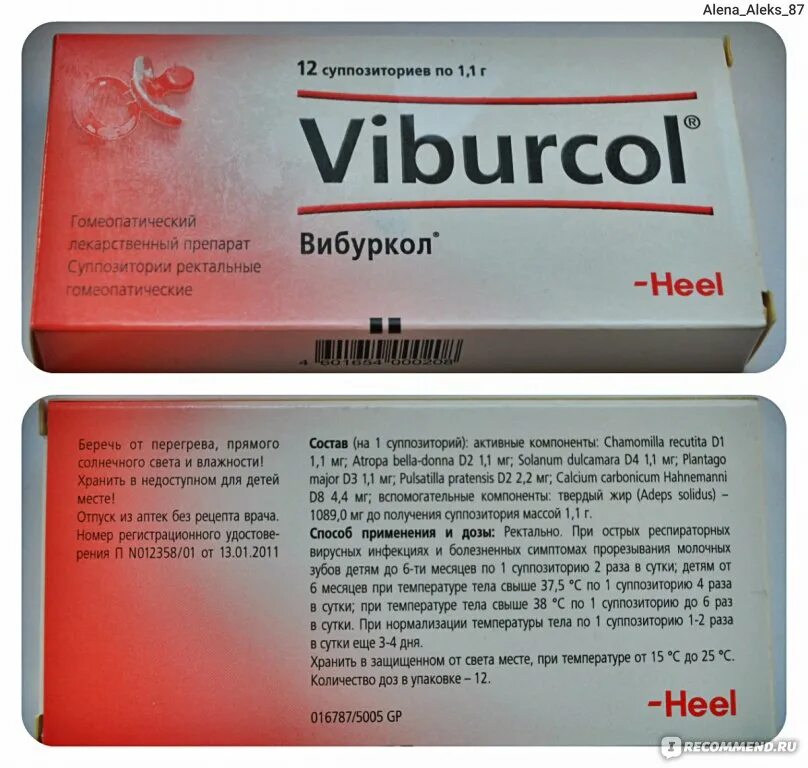 Alena_Aleks_87
12 суппозиториев по 1,1 г
Viburcol®
Гомеопатический
лекарственный препарат
Суппозитории ректальные
гомеопатические
Вибуркол®
-Heel
4 601654 000208
Беречь от перегрева, прямого
солнечного света и влажности!
Хранить в недоступном для детей
месте!
Отпуск из аптек без рецепта врача.
Номер регистрационного удостове-
рения П N012358/01 от 13.01.2011
Состав (на 1 суппозиторий): активные компоненты: Chamomilla recutita D1
1,1 мг; Atropa bella-donna D2 1,1 мг; Solanum dulcamara D4 1,1 мг; Plantago
major D3 1,1 мг; Pulsatilla pratensis D2 2,2 мг; Calcium carbonicum Hahnemanni
D8 4,4 мг; вспомогательные компоненты: твердый жир (Adeps solidus) –
1089,0 мг до получения суппозитория массой 1,1 г.
Способ применения и дозы: Ректально. При острых респираторных
вирусных инфекциях и болезненных симптомах прорезывания молочных
зубов детям до 6-ти месяцев по 1 суппозиторию 2 раза в сутки; детям от
6 месяцев при температуре тела свыше 37,5 °C по 1 суппозиторию 4 раза
в сутки; при температуре тела свыше 38 °C по 1 суппозиторию до 6 раз
в сутки. При нормализации температуры тела по 1 суппозиторию 1-2 раза
в сутки еще 3-4 дня.
Хранить в защищенном от света месте, при температуре от 15 °C до 25 °C.
Количество доз в упаковке – 12.
016787/5005 GP
-Heel
IRECOMMEND.RU